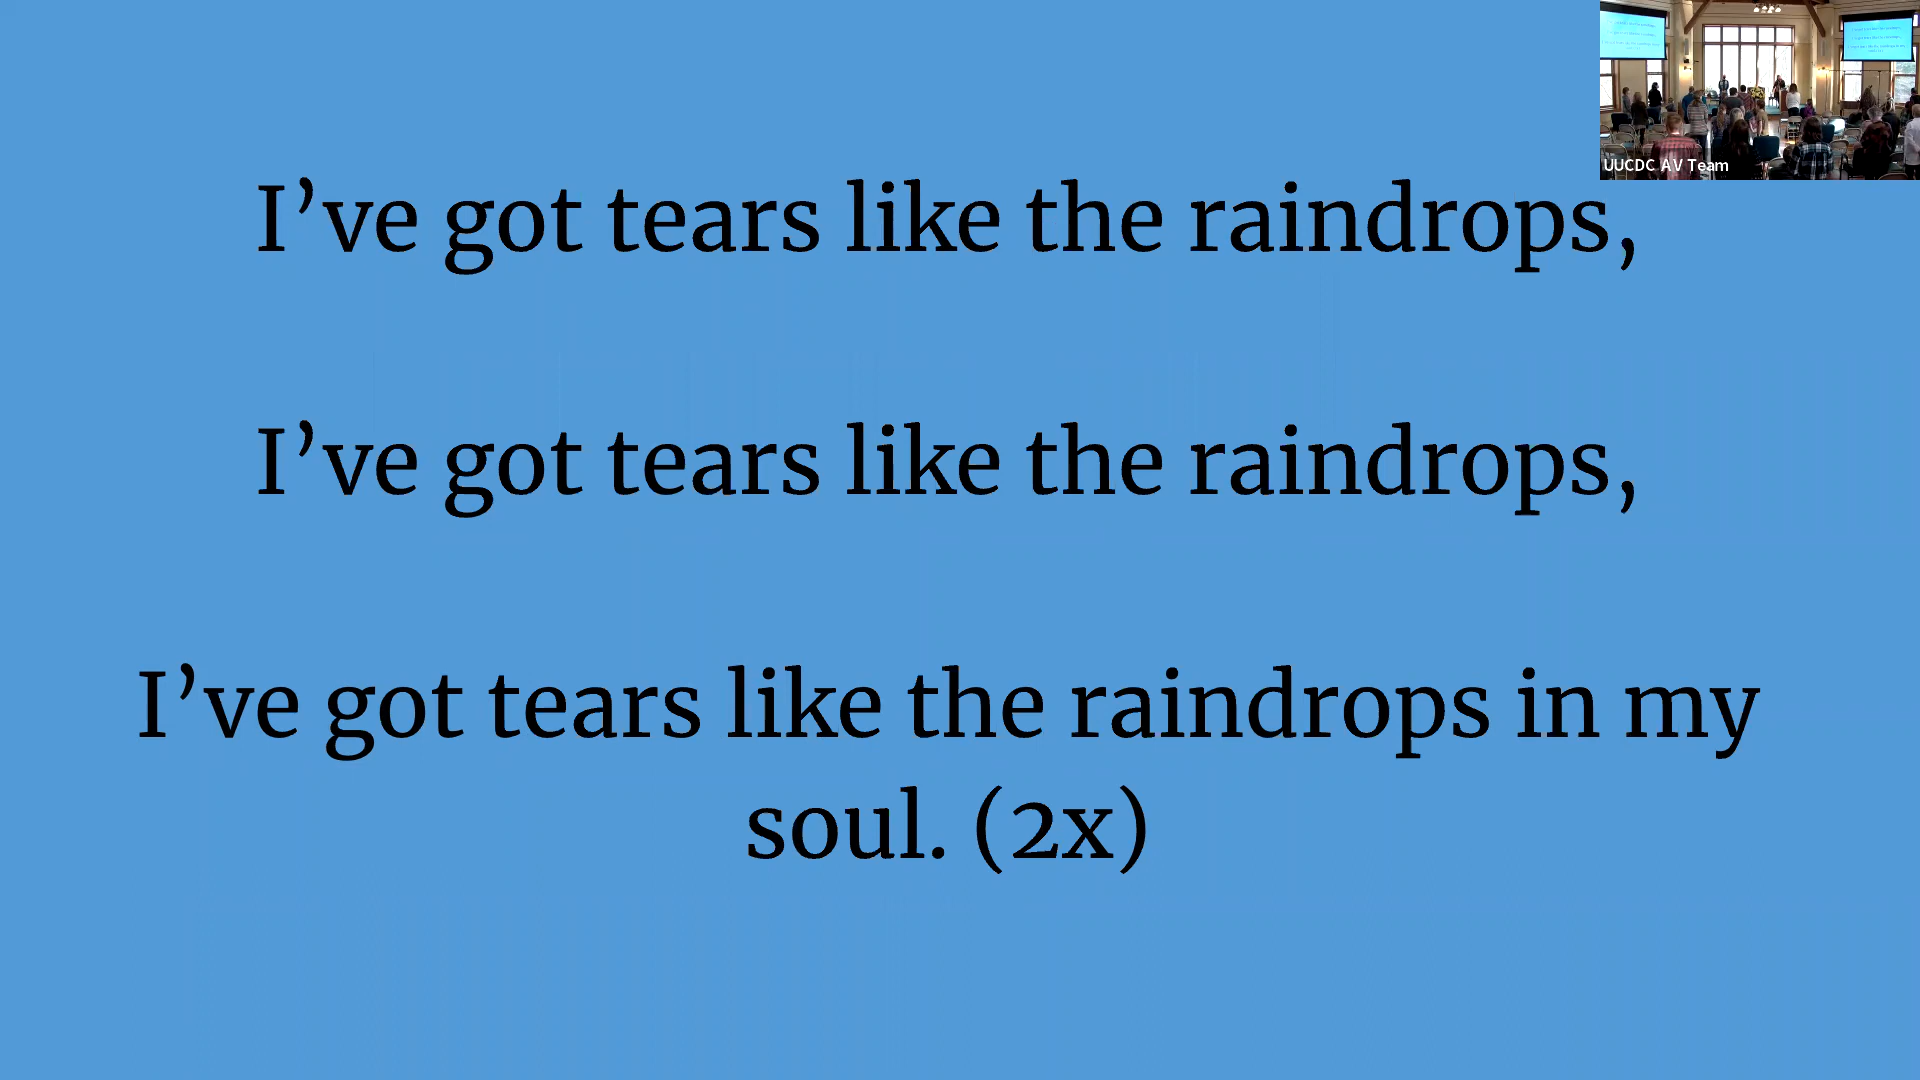 I’ve got tears like the raindrops,
I’ve got tears like the raindrops,
I’ve got tears like the raindrops in my
soul. (2x)
UUCDC AV Team